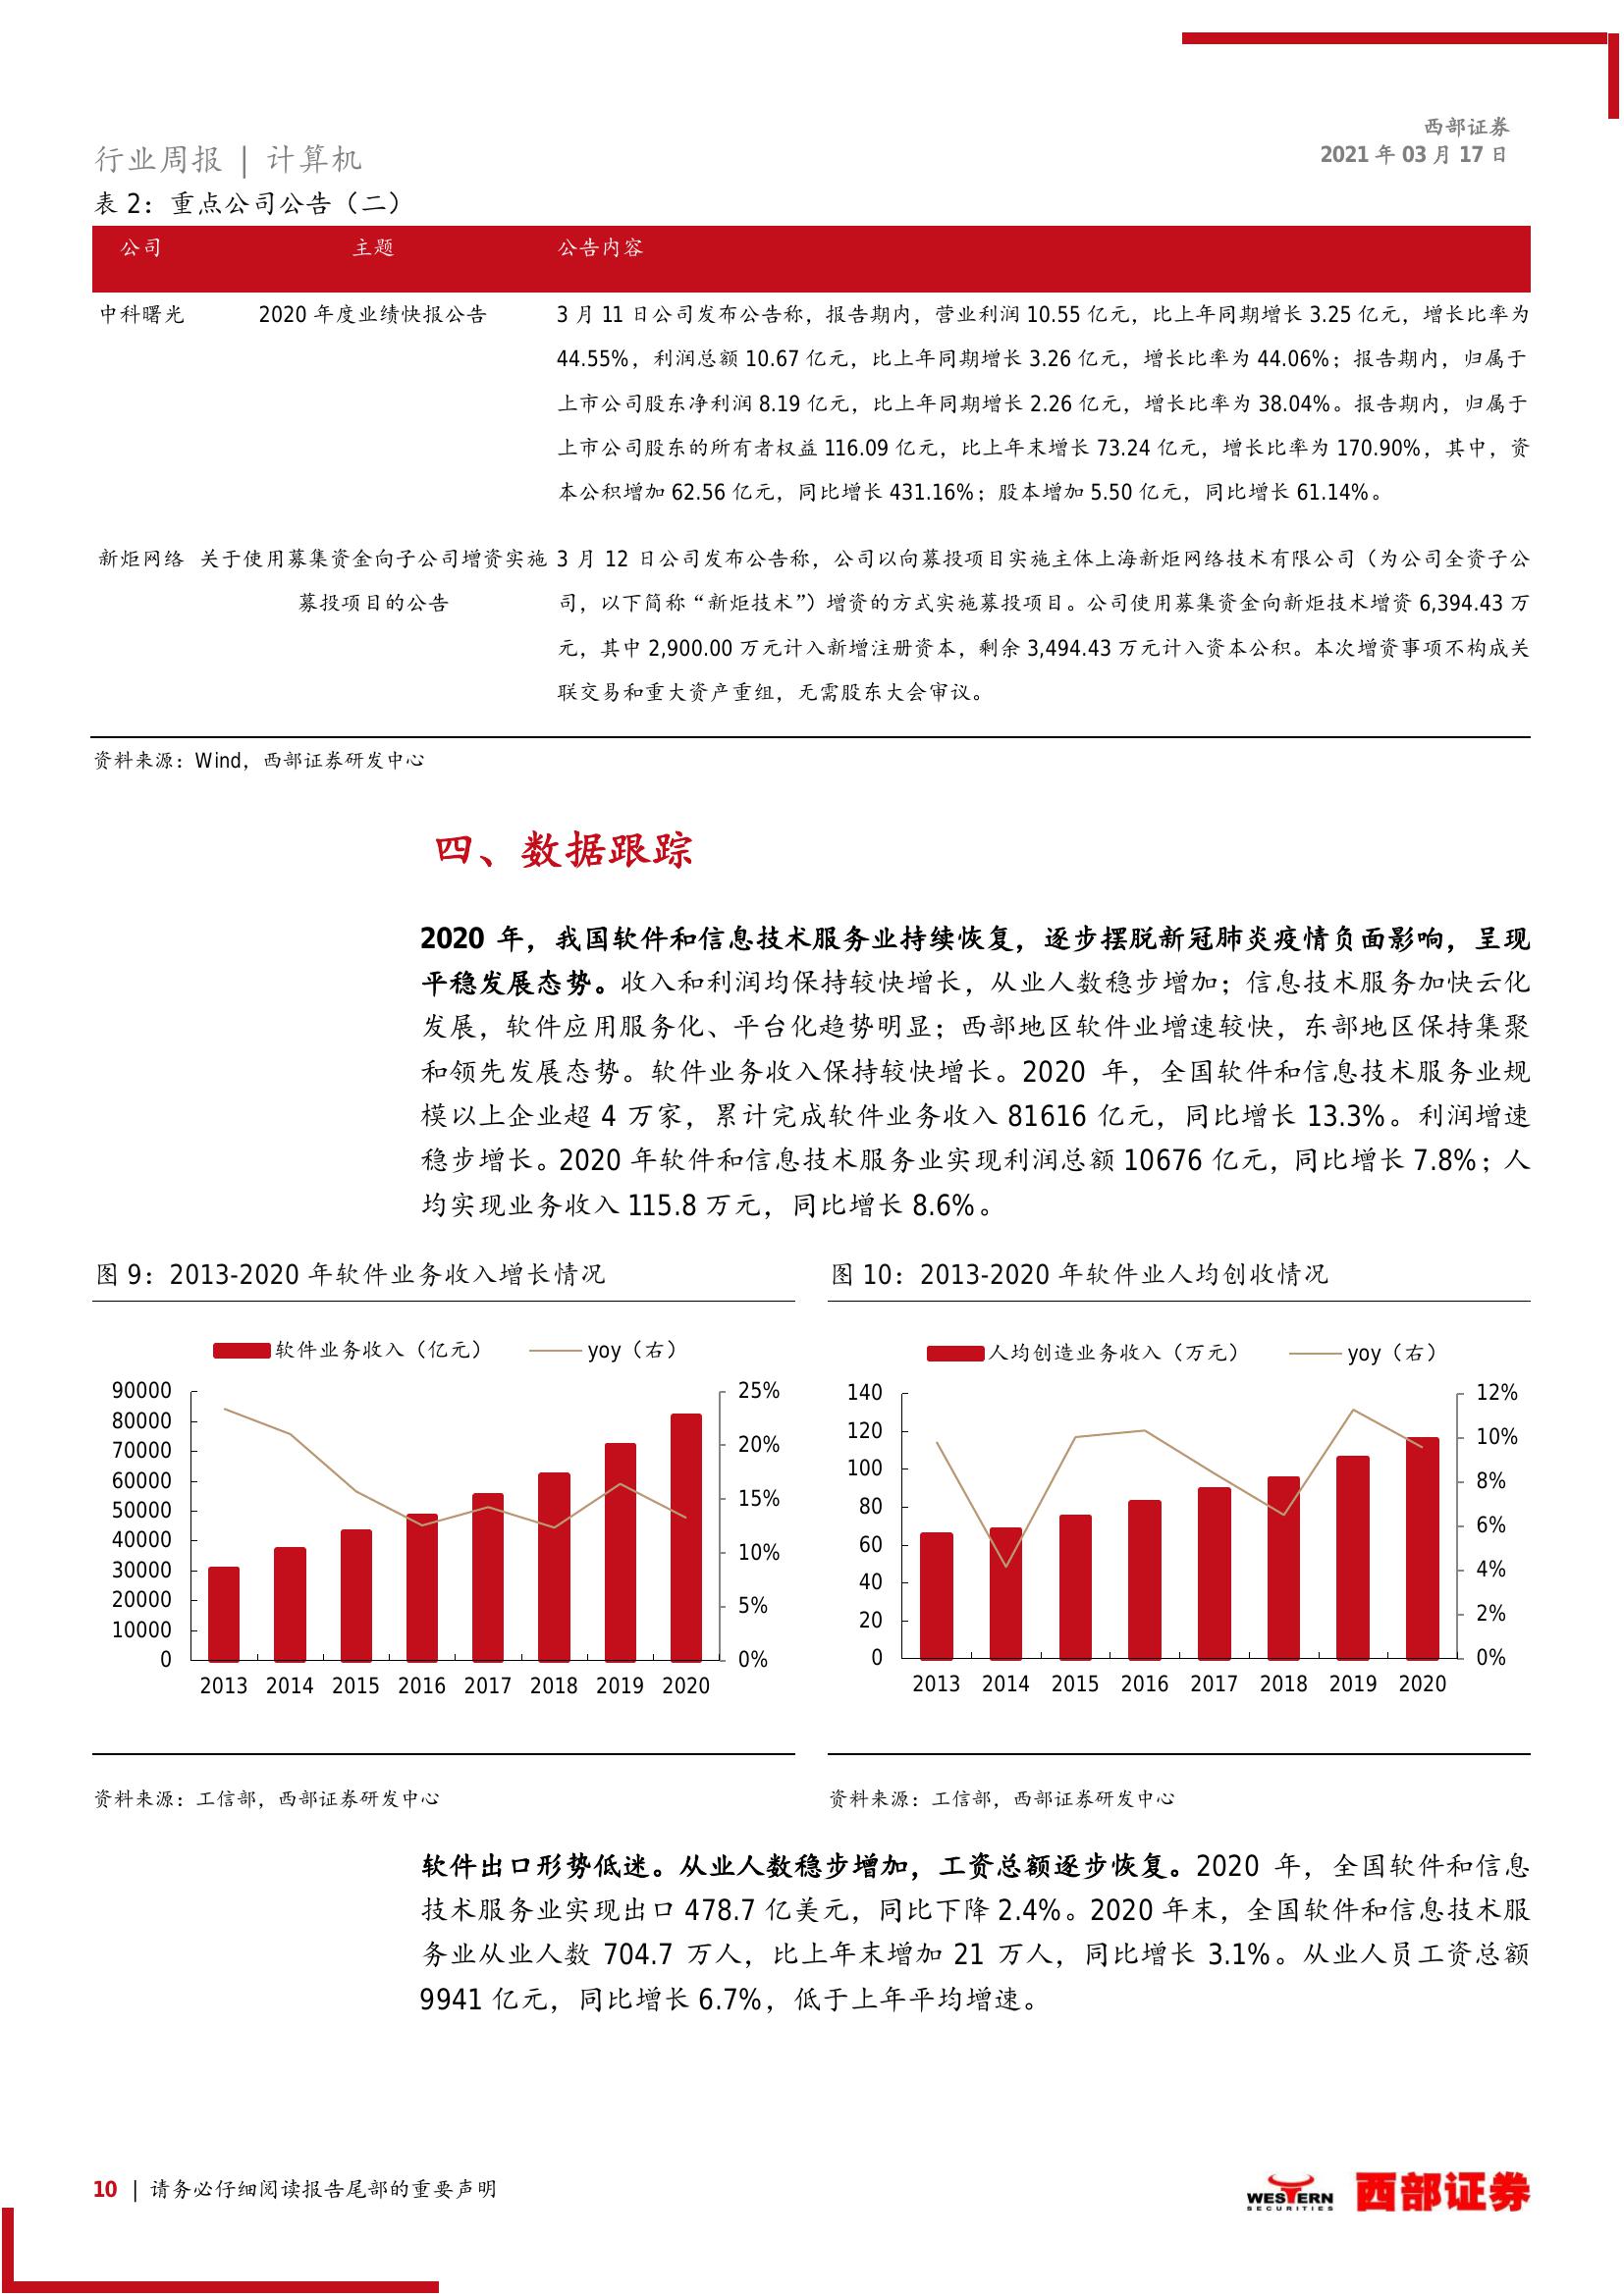 西部证券
2021 年 03 月 17 日
行业周报 | 计算机
表 2：重点公司公告（二）
公司 主题 公告内容
中科曙光 2020 年度业绩快报公告 3 月 11 日公司发布公告称，报告期内，营业利润 10.55 亿元，比上年同期增长 3.25 亿元，增长比率为
44.55%，利润总额 10.67 亿元，比上年同期增长 3.26 亿元，增长比率为 44.06%；报告期内，归属于
上市公司股东净利润 8.19 亿元，比上年同期增长 2.26 亿元，增长比率为 38.04%。报告期内，归属于
上市公司股东的所有者权益 116.09 亿元，比上年末增长 73.24 亿元，增长比率为 170.90%，其中，资
本公积增加 62.56 亿元，同比增长 431.16%；股本增加 5.50 亿元，同比增长 61.14%。
新炬网络 关于使用募集资金向子公司增资实施 3 月 12 日公司发布公告称，公司以向募投项目实施主体上海新炬网络技术有限公司（为公司全资子公
募投项目的公告 司，以下简称“新炬技术”）增资的方式实施募投项目。公司使用募集资金向新炬技术增资 6,394.43 万
元，其中 2,900.00 万元计入新增注册资本，剩余 3,494.43 万元计入资本公积。本次增资事项不构成关
联交易和重大资产重组，无需股东大会审议。
资料来源：Wind，西部证券研发中心
四、数据跟踪
2020 年，我国软件和信息技术服务业持续恢复，逐步摆脱新冠肺炎疫情负面影响，呈现
平稳发展态势。收入和利润均保持较快增长，从业人数稳步增加；信息技术服务加快云化
发展，软件应用服务化、平台化趋势明显；西部地区软件业增速较快，东部地区保持集聚
和领先发展态势。软件业务收入保持较快增长。2020 年，全国软件和信息技术服务业规
模以上企业超 4 万家，累计完成软件业务收入 81616 亿元，同比增长 13.3%。利润增速
稳步增长。2020 年软件和信息技术服务业实现利润总额 10676 亿元，同比增长 7.8%；人
均实现业务收入 115.8 万元，同比增长 8.6%。
图 9：2013-2020 年软件业务收入增长情况
软件业务收入（亿元） yoy（右）
90000 25%
80000
70000 20%
60000
50000 15%
40000
30000 10%
20000
10000 5%
0 0%
2013 2014 2015 2016 2017 2018 2019 2020
资料来源：工信部，西部证券研发中心
图 10：2013-2020 年软件业人均创收情况
人均创造业务收入（万元） yoy（右）
140 12%
120 10%
100 8%
80 6%
60 4%
40 2%
20
0 0%
2013 2014 2015 2016 2017 2018 2019 2020
资料来源：工信部，西部证券研发中心
软件出口形势低迷。从业人数稳步增加，工资总额逐步恢复。2020 年，全国软件和信息
技术服务业实现出口 478.7 亿美元，同比下降 2.4%。2020 年末，全国软件和信息技术服
务业从业人数 704.7 万人，比上年末增加 21 万人，同比增长 3.1%。从业人员工资总额
9941 亿元，同比增长 6.7%，低于上年平均增速。
10 | 请务必仔细阅读报告尾部的重要声明
WESTERN
SECURITIES
西部证券